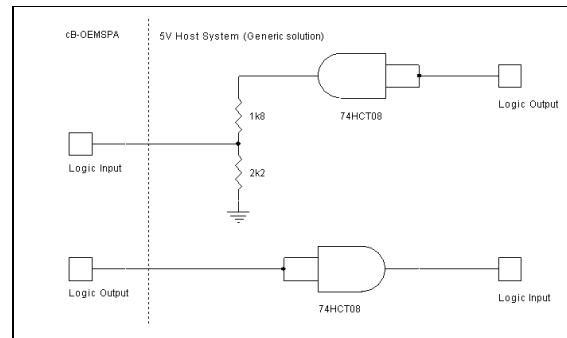 cB-OEMSPA
5V Host System (Generic solution)
1k8
74HCT08
Logic Output
Logic Input
2k2
Logic Output
74HCT08
Logic Input